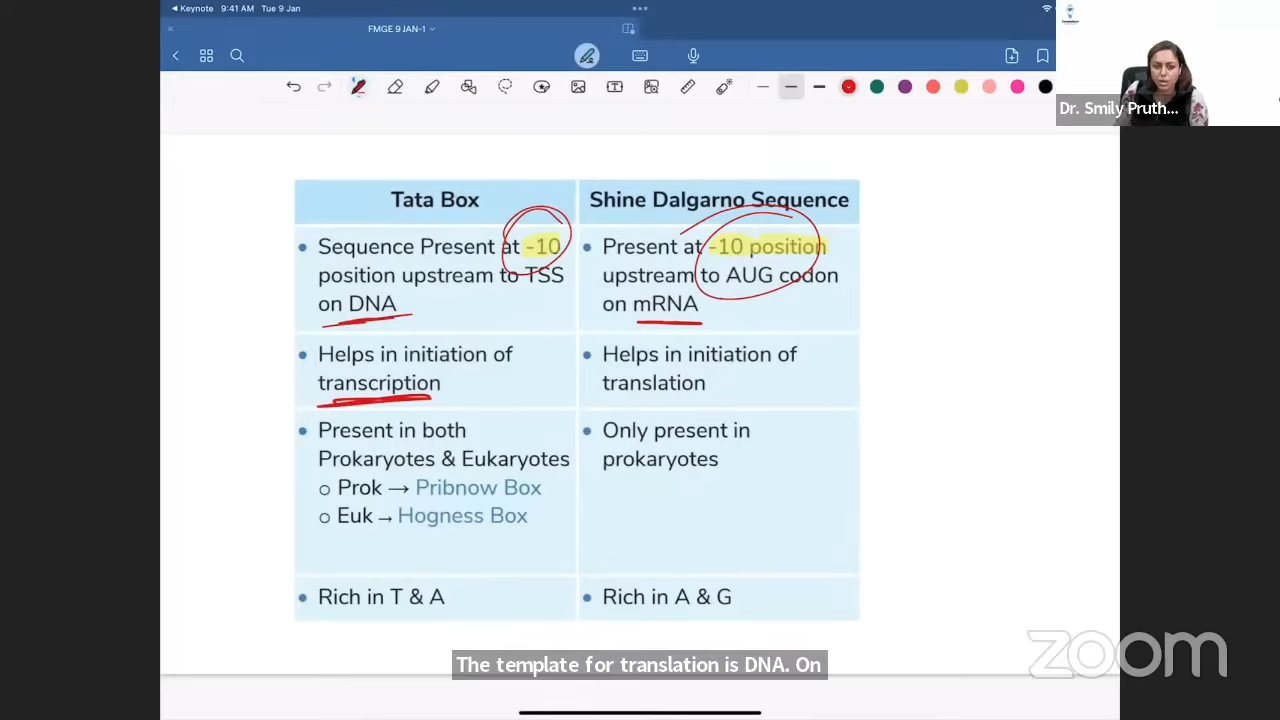 Keynote 9:41 AM Tue 9 Jan
FMGE 9 JAN-1
Dr. Smily Pruth...
Tata Box
Shine Dalgarno Sequence
• Sequence Present at -10
position upstream to TSS
on DNA
• Present at -10 position
upstream to AUG codon
on mRNA
• Helps in initiation of
transcription
• Helps in initiation of
translation
• Present in both
Prokaryotes & Eukaryotes
○ Prok → Pribnow Box
○ Euk → Hogness Box
• Only present in
prokaryotes
• Rich in T & A
• Rich in A & G
zoom
The template for translation is DNA. On